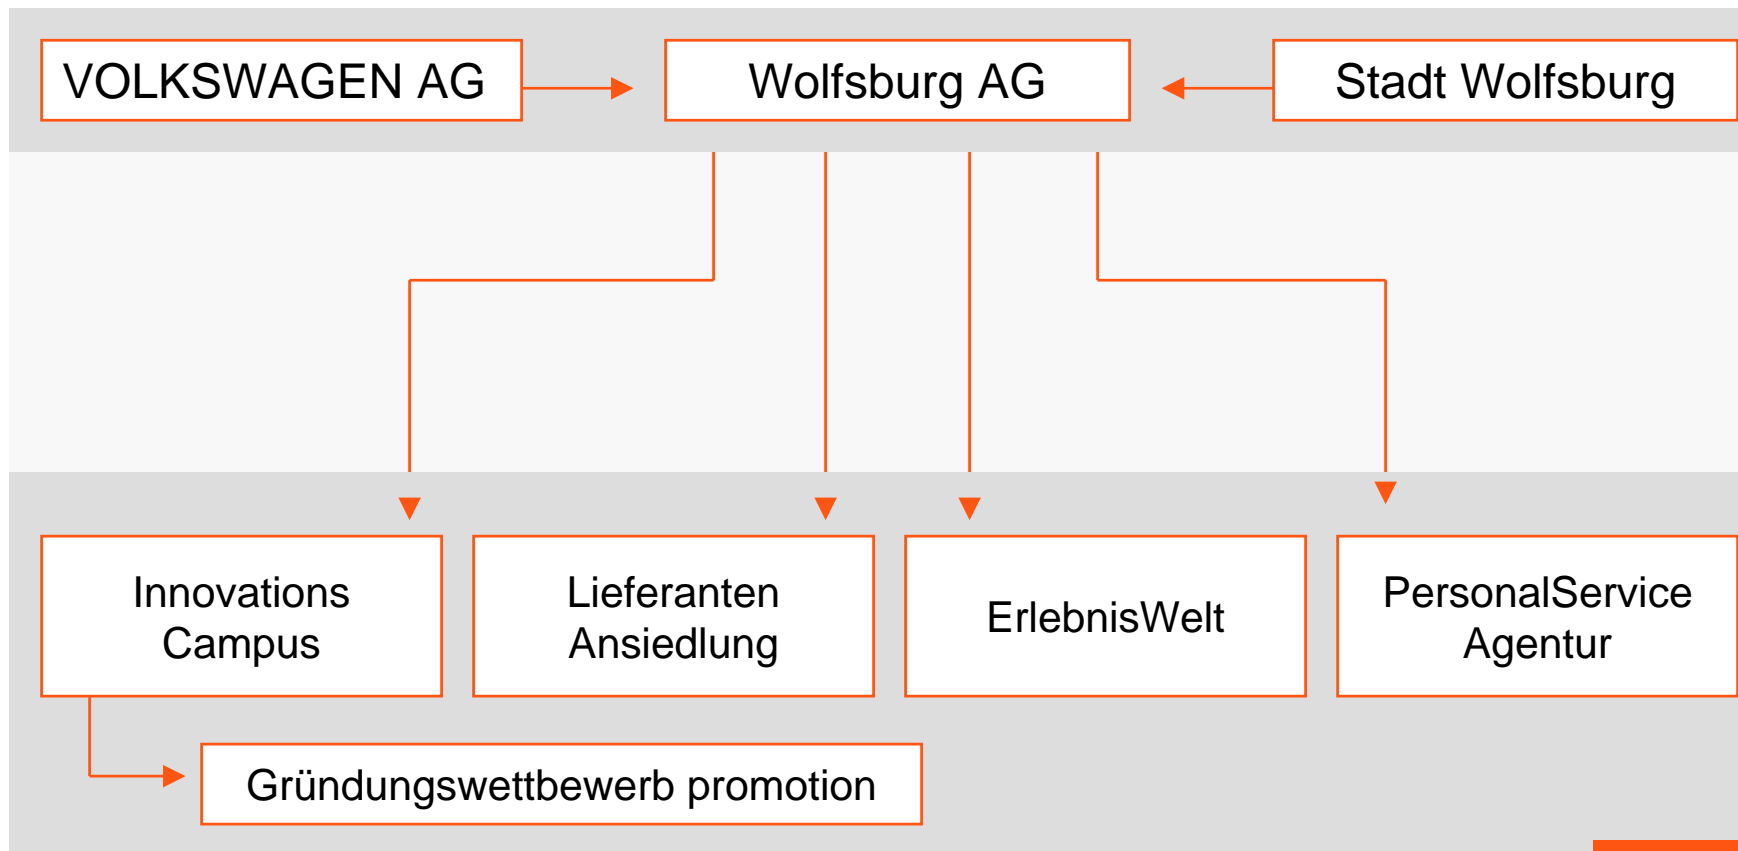 VOLKSWAGEN AG
Wolfsburg AG
Stadt Wolfsburg
Innovations
Campus
Lieferanten
Ansiedlung
ErlebnisWelt
PersonalService
Agentur
Gründungswettbewerb promotion